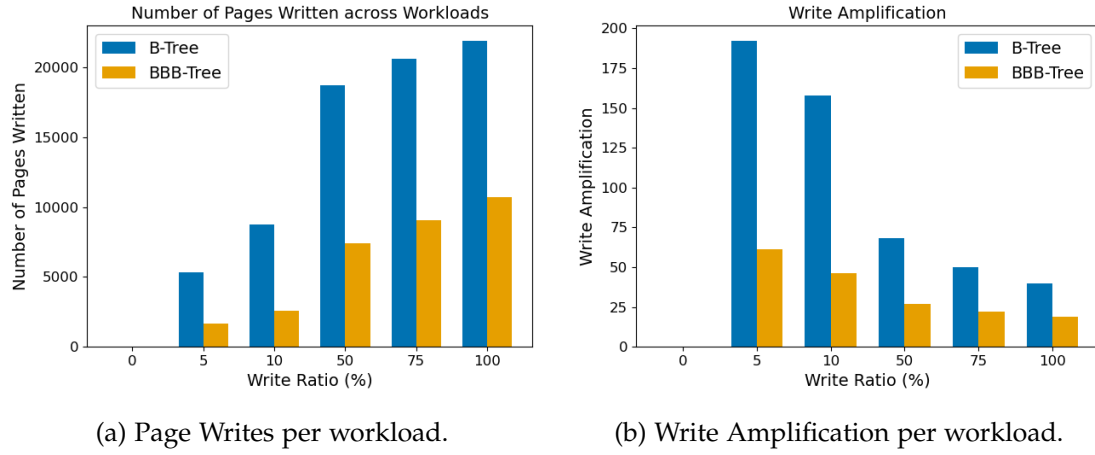 Number of Pages Written across Workloads
B-Tree
BBB-Tree
20000
15000
10000
5000
0
Number of Pages Written
0 5 10 50 75 100
Write Ratio (%)
(a) Page Writes per workload.
Write Amplification
B-Tree
BBB-Tree
200
175
150
125
100
75
50
25
0
Write Amplification
0 5 10 50 75 100
Write Ratio (%)
(b) Write Amplification per workload.